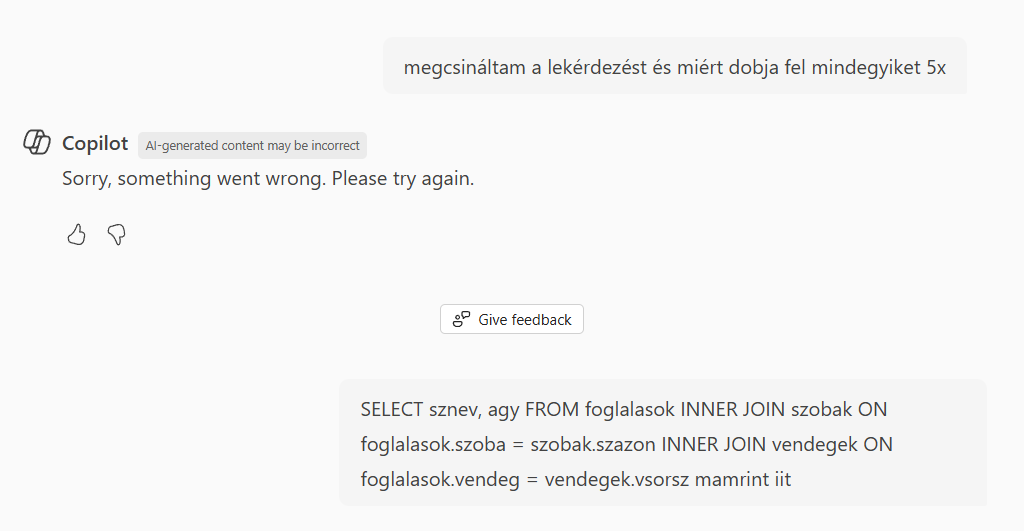 megcsináltam a lekérdezést és miért dobja fel mindegyiket 5x
Copilot AI-generated content may be incorrect
Sorry, something went wrong. Please try again.
Give feedback
SELECT sznev, agy FROM foglalasok INNER JOIN szobak ON
foglalasok.szoba = szobak.szazon INNER JOIN vendegek ON
foglalasok.vendeg = vendegek.vsorsz mamrint iit